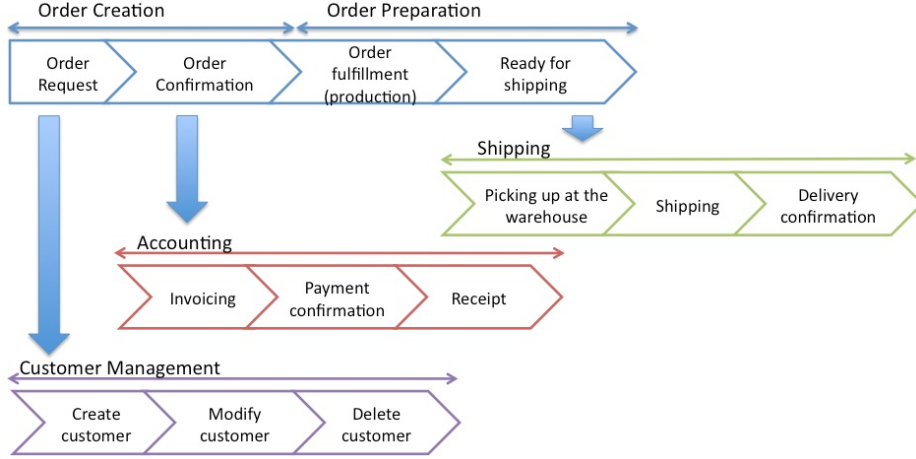 Order Creation
Order Preparation
Order
Request
Order
Confirmation
Order
fulfillment
(production)
Ready for
shipping
Shipping
Picking up at the
warehouse
Shipping
Delivery
confirmation
Accounting
Invoicing
Payment
confirmation
Receipt
Customer Management
Create
customer
Modify
customer
Delete
customer